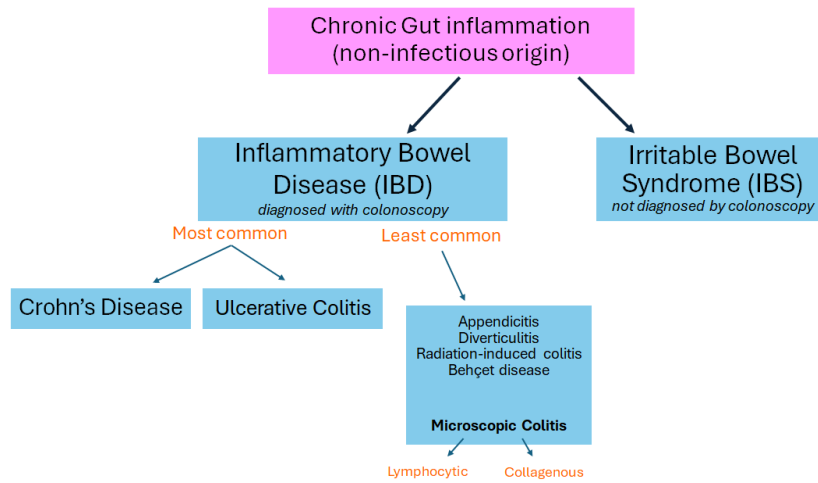 Chronic Gut inflammation
(non-infectious origin)
Inflammatory Bowel
Disease (IBD)
diagnosed with colonoscopy
Irritable Bowel
Syndrome (IBS)
not diagnosed by colonoscopy
Most common
Least common
Crohn's Disease
Ulcerative Colitis
Appendicitis
Diverticulitis
Radiation-induced colitis
Behçet disease
Microscopic Colitis
Lymphocytic
Collagenous